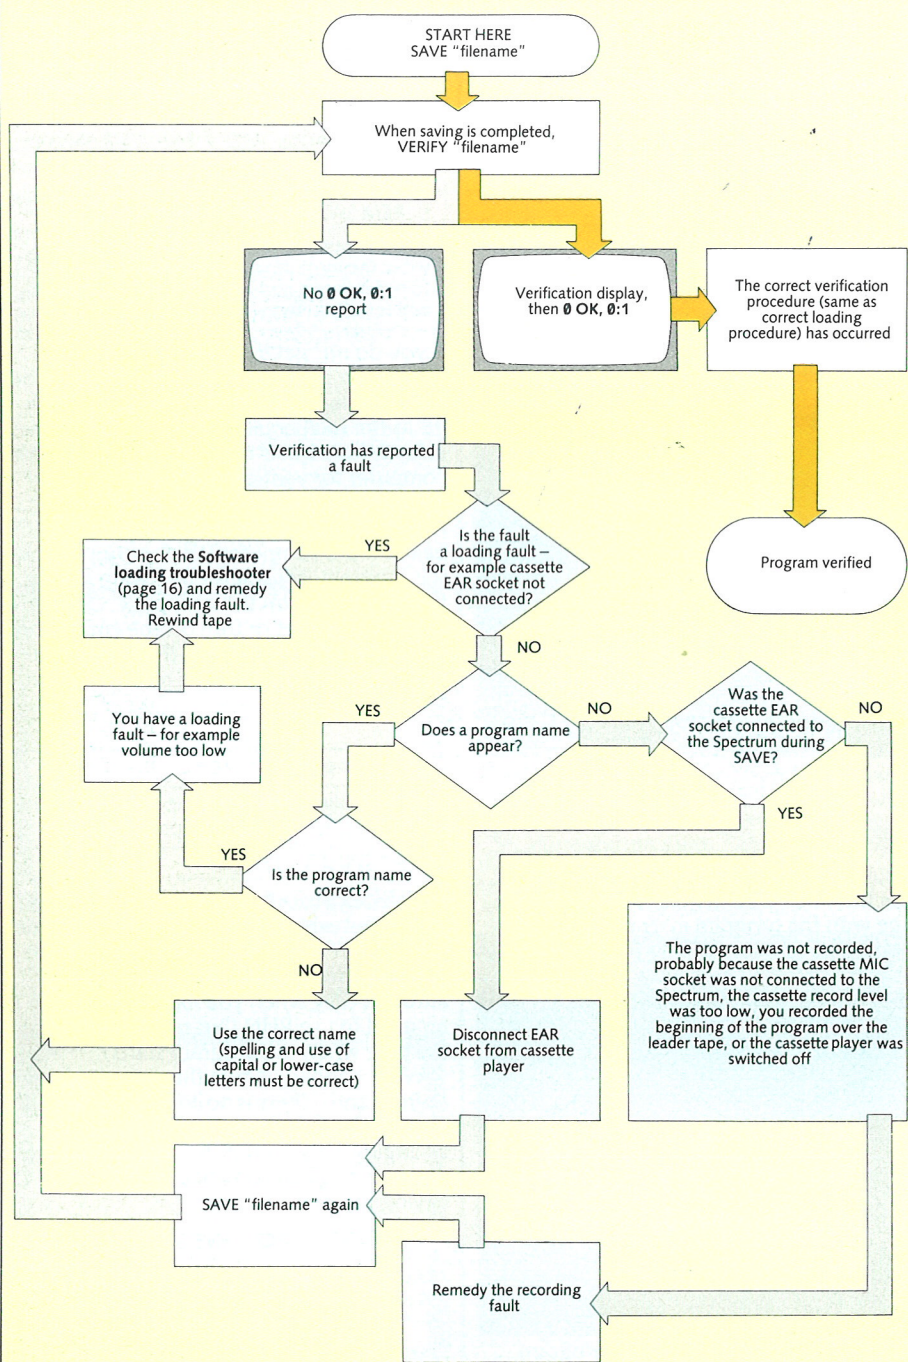 START HERE
SAVE “filename”
When saving is completed,
VERIFY “filename”
No 0 OK, 0:1
report
Verification display,
then 0 OK, 0:1
The correct verification
procedure (same as
correct loading
procedure) has occurred
Verification has reported
a fault
Is the fault
a loading fault –
for example cassette
EAR socket not
connected?
YES
Check the Software
loading troubleshooter
(page 16) and remedy
the loading fault.
Rewind tape
Program verified
NO
You have a loading
fault – for example
volume too low
YES
Does a program name
appear?
NO
Was the
cassette EAR
socket connected to
the Spectrum during
SAVE?
NO
YES
YES
Is the program name
correct?
NO
The program was not recorded,
probably because the cassette MIC
socket was not connected to the
Spectrum, the cassette record level
was too low, you recorded the
beginning of the program over the
leader tape, or the cassette player was
switched off
Use the correct name
(spelling and use of
capital or lower-case
letters must be correct)
Disconnect EAR
socket from cassette
player
SAVE “filename” again
Remedy the recording
fault